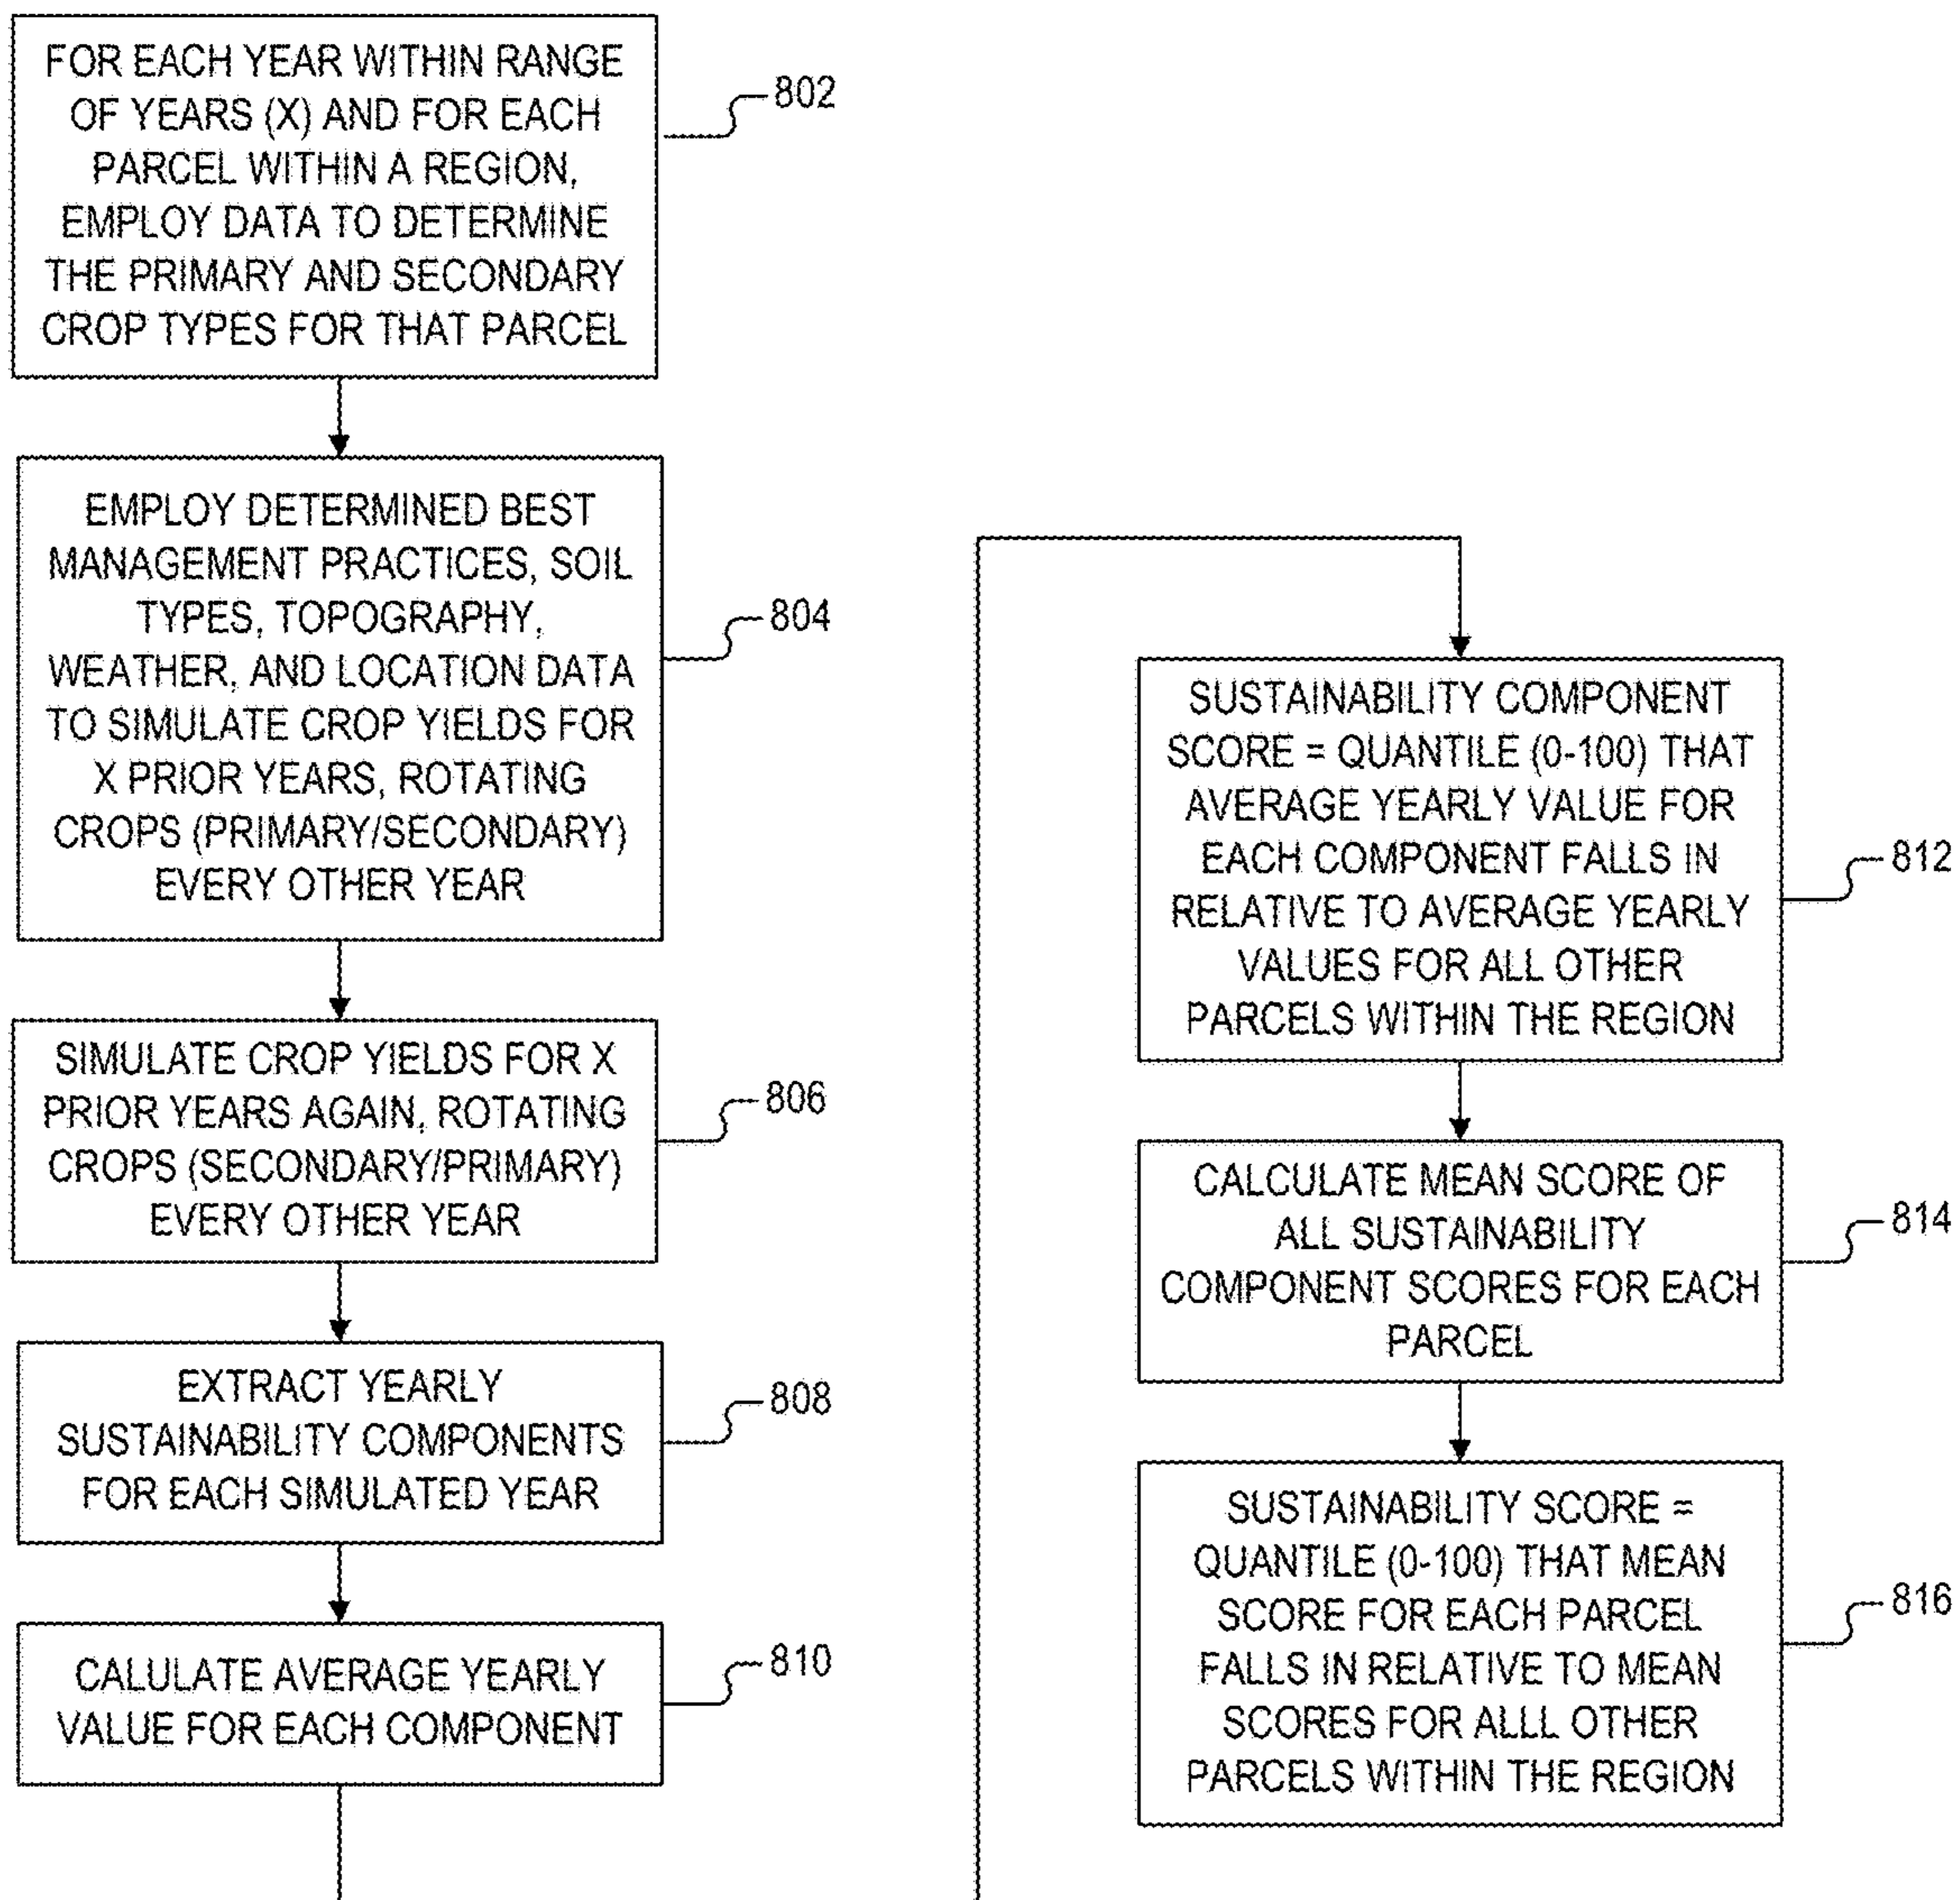 FOR EACH YEAR WITHIN RANGE
OF YEARS (X) AND FOR EACH
PARCEL WITHIN A REGION,
EMPLOY DATA TO DETERMINE
THE PRIMARY AND SECONDARY
CROP TYPES FOR THAT PARCEL
802
EMPLOY DETERMINED BEST
MANAGEMENT PRACTICES, SOIL
TYPES, TOPOGRAPHY,
WEATHER, AND LOCATION DATA
TO SIMULATE CROP YIELDS FOR
X PRIOR YEARS, ROTATING
CROPS (PRIMARY/SECONDARY)
EVERY OTHER YEAR
804
SIMULATE CROP YIELDS FOR X
PRIOR YEARS AGAIN, ROTATING
CROPS (SECONDARY/PRIMARY)
EVERY OTHER YEAR
806
EXTRACT YEARLY
SUSTAINABILITY COMPONENTS
FOR EACH SIMULATED YEAR
808
CALULATE AVERAGE YEARLY
VALUE FOR EACH COMPONENT
810
SUSTAINABILITY COMPONENT
SCORE = QUANTILE (0-100) THAT
AVERAGE YEARLY VALUE FOR
EACH COMPONENT FALLS IN
RELATIVE TO AVERAGE YEARLY
VALUES FOR ALL OTHER
PARCELS WITHIN THE REGION
812
CALCULATE MEAN SCORE OF
ALL SUSTAINABILITY
COMPONENT SCORES FOR EACH
PARCEL
814
SUSTAINABILITY SCORE =
QUANTILE (0-100) THAT MEAN
SCORE FOR EACH PARCEL
FALLS IN RELATIVE TO MEAN
SCORES FOR ALLL OTHER
PARCELS WITHIN THE REGION
816